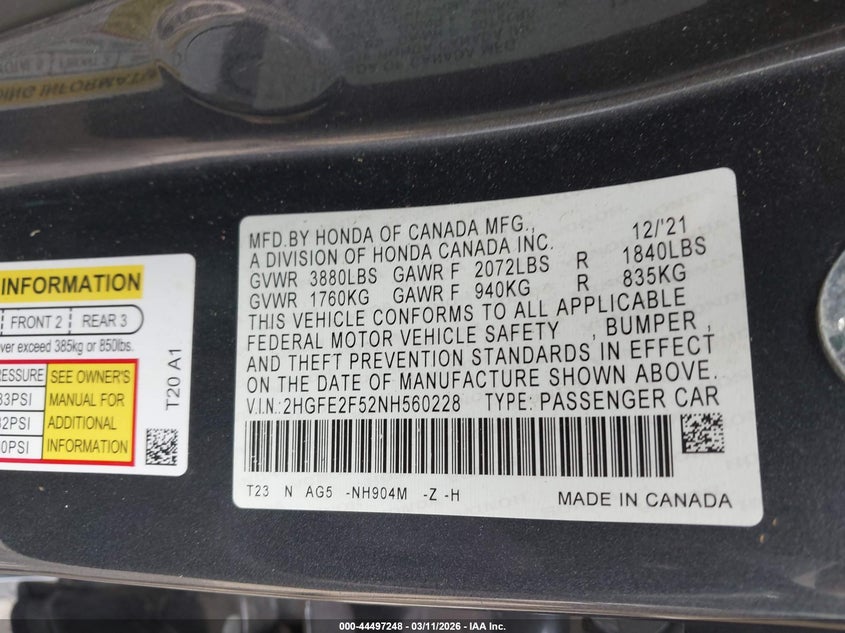 MFD.BY HONDA OF CANADA MFG., 12/'21
A DIVISION OF HONDA CANADA INC.
GVWR 3880LBS GAWR F 2072LBS R 1840LBS
GVWR 1760KG GAWR F 940KG R 835KG
THIS VEHICLE CONFORMS TO ALL APPLICABLE
FEDERAL MOTOR VEHICLE SAFETY , BUMPER ,
AND THEFT PREVENTION STANDARDS IN EFFECT
ON THE DATE OF MANUFACTURE SHOWN ABOVE.
V.I.N.:2HGFE2F52NH560228 TYPE: PASSENGER CAR
T23 N AG5 -NH904M -Z -H MADE IN CANADA
INFORMATION
FRONT 2 REAR 3
exceed 385kg or 850lbs.
SEE OWNER'S
MANUAL FOR
ADDITIONAL
INFORMATION
T20 A1
000-44497248 - 03/11/2026 - IAA Inc.